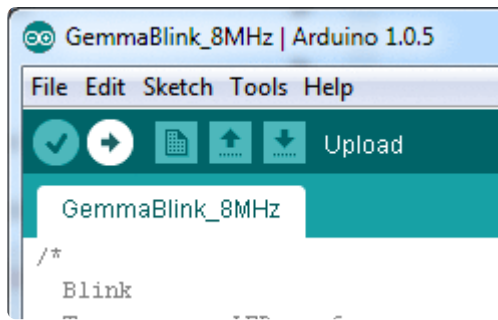 GemmaBlink_8MHz | Arduino 1.0.5
File Edit Sketch Tools Help
Upload
GemmaBlink_8MHz
/*
Blink